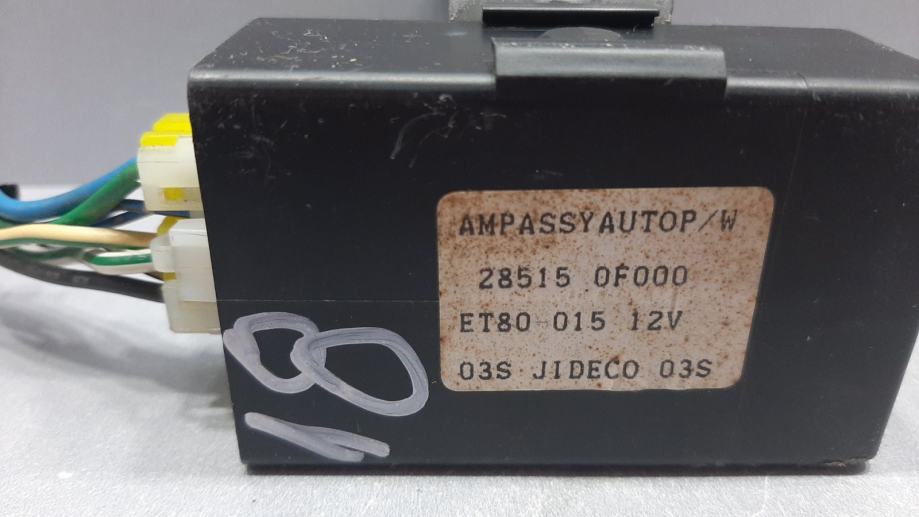 AMPASSYAUTOP/W
28515 0F000
ET80-015 12V
03S JIDECO 03S